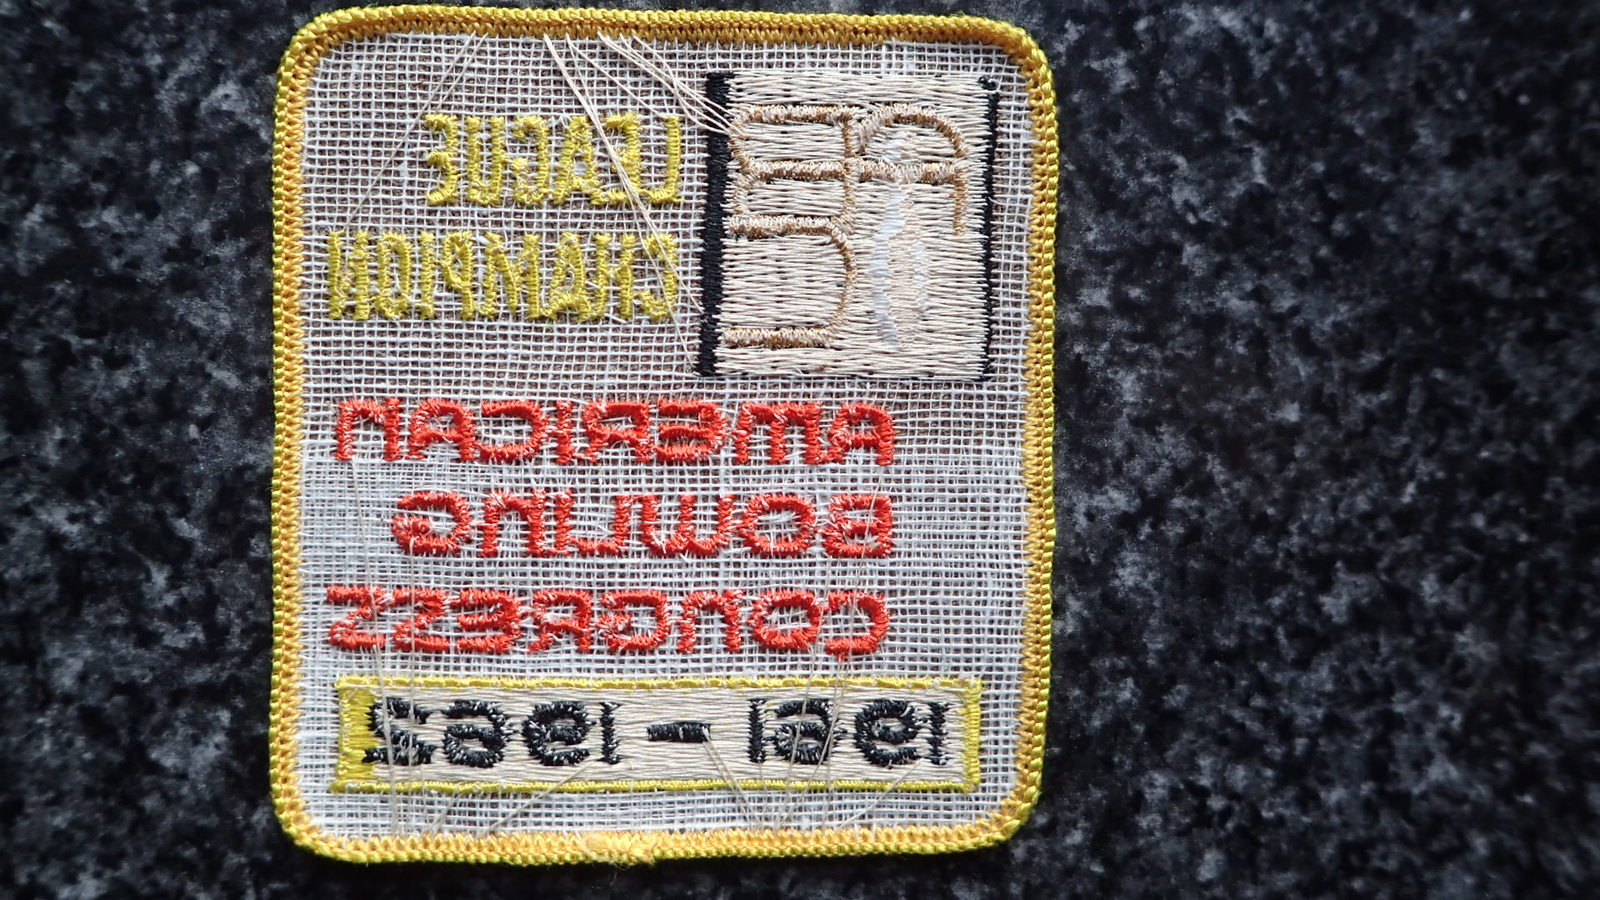 LEAGUE
CHAMPION
AMERICAN
BOWLING
CONGRESS
1961 - 1962